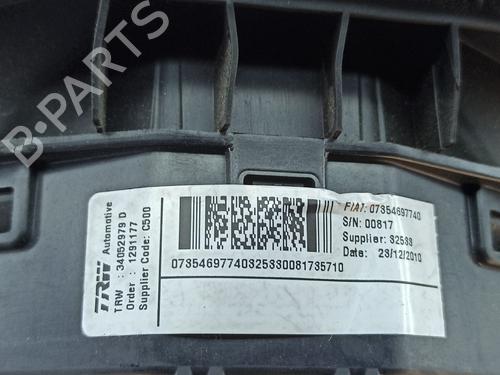 B-PARTS
TRW Automotive
TRW : 34052979 D
Order : 1291177
Supplier Code: C500
07354697740325330081735710
FIAT: 07354697740
S/N: 00817
Supplier: 32533
Date: 23/12/2010